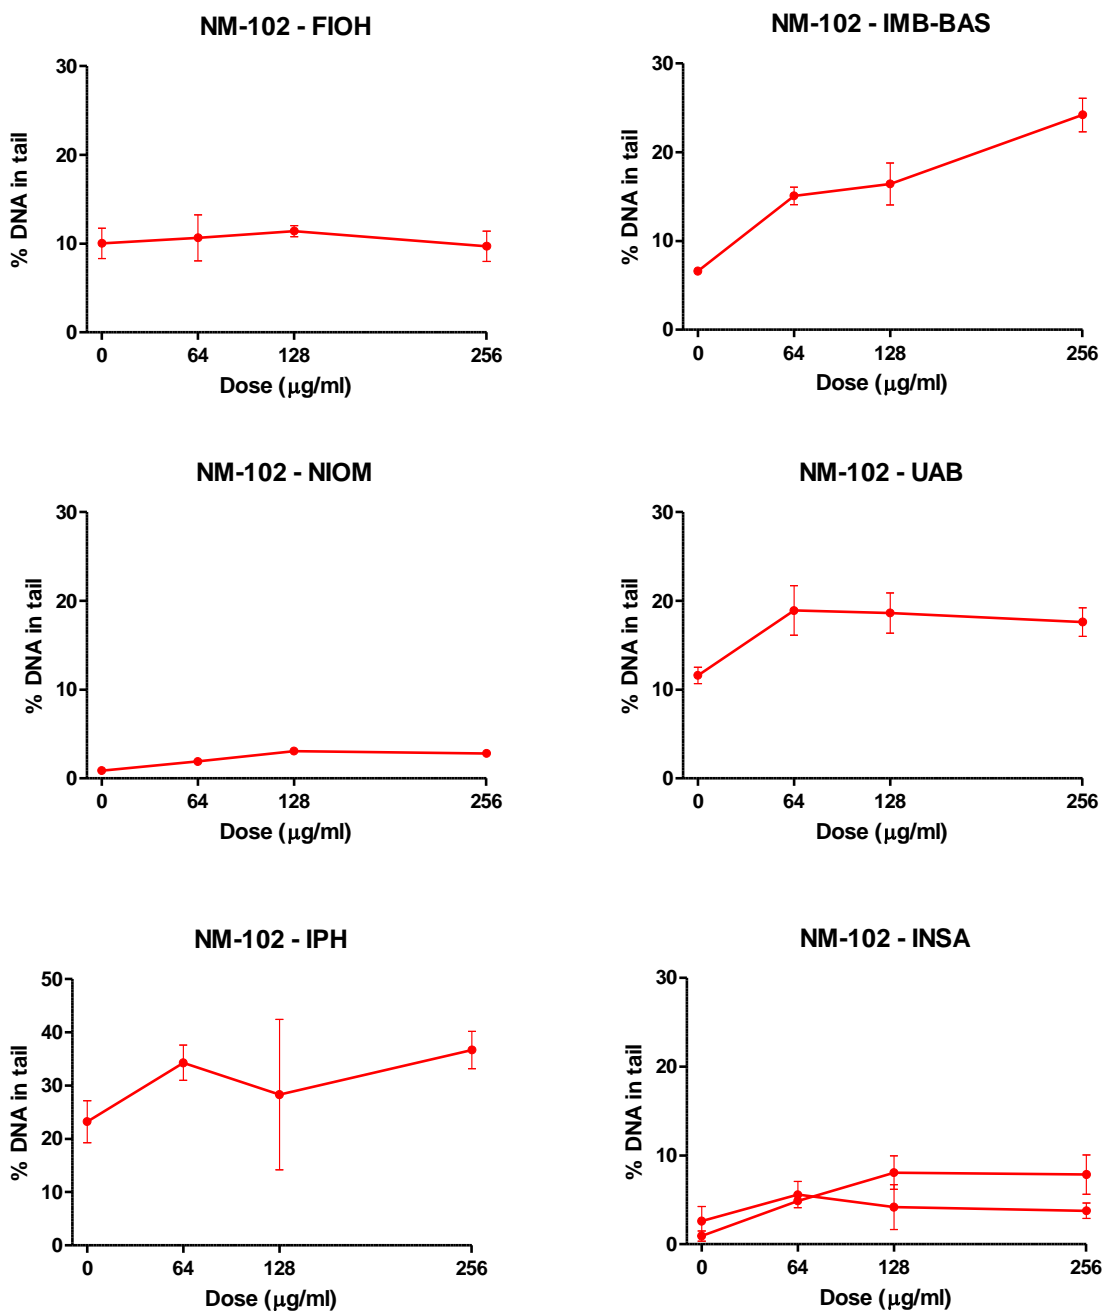 NM-102 - FIOH
% DNA in tail
30
20
10
0
0 64 128 256
Dose (μg/ml)
NM-102 - IMB-BAS
% DNA in tail
30
20
10
0
0 64 128 256
Dose (μg/ml)
NM-102 - NIOM
% DNA in tail
30
20
10
0
0 64 128 256
Dose (μg/ml)
NM-102 - UAB
% DNA in tail
30
20
10
0
0 64 128 256
Dose (μg/ml)
NM-102 - IPH
% DNA in tail
50
40
30
20
10
0
0 64 128 256
Dose (μg/ml)
NM-102 - INSA
% DNA in tail
30
20
10
0
0 64 128 256
Dose (μg/ml)